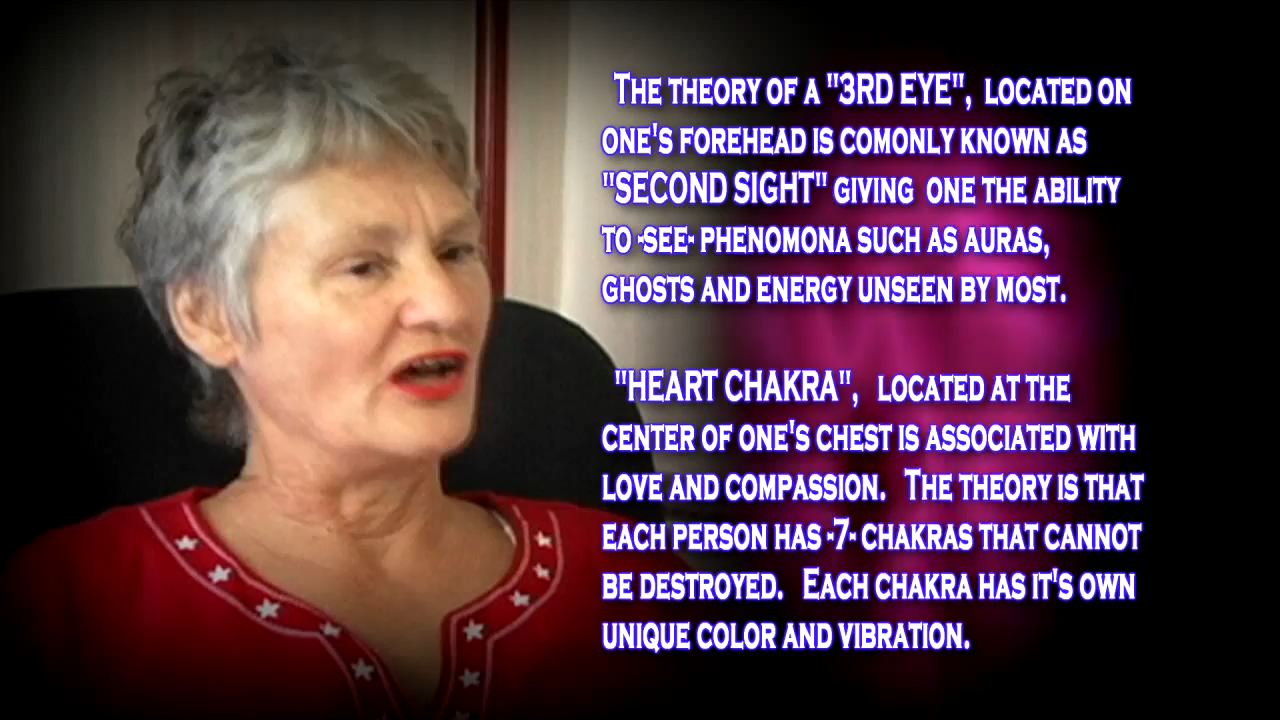 The theory of a "3RD EYE", located on
one's forehead is comonly known as
"SECOND SIGHT" giving one the ability
to -see- phenomona such as auras,
ghosts and energy unseen by most.
"HEART CHAKRA", located at the
center of one's chest is associated with
love and compassion. The theory is that
each person has -7- chakras that cannot
be destroyed. Each chakra has it's own
unique color and vibration.